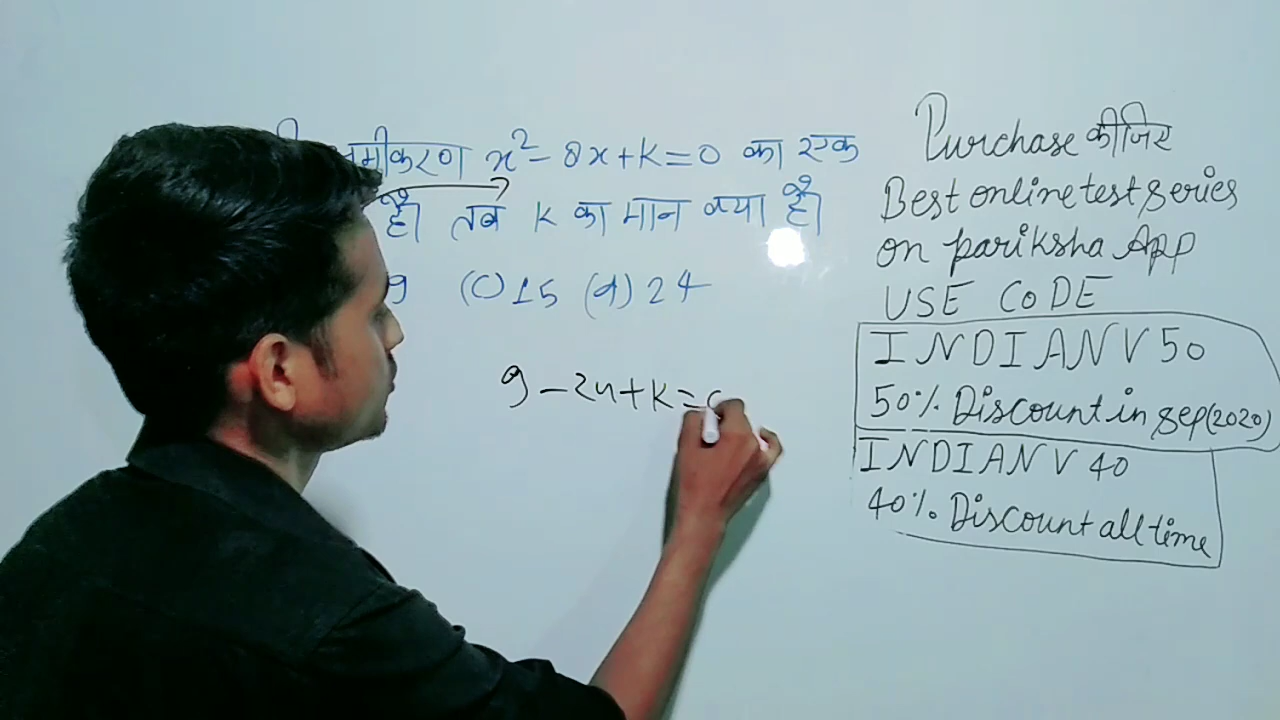 समीकरण x² - 8x + k = 0 का एक
है। तब k का मान क्या है।
9 (C) 15 (d) 24
9 - 24 + k = 0
Purchase कीजिए
Best online test series
on pariksha App
USE CODE
INDIANV50
50% Discount in sep(2020)
INDIANV40
40% Discount all time